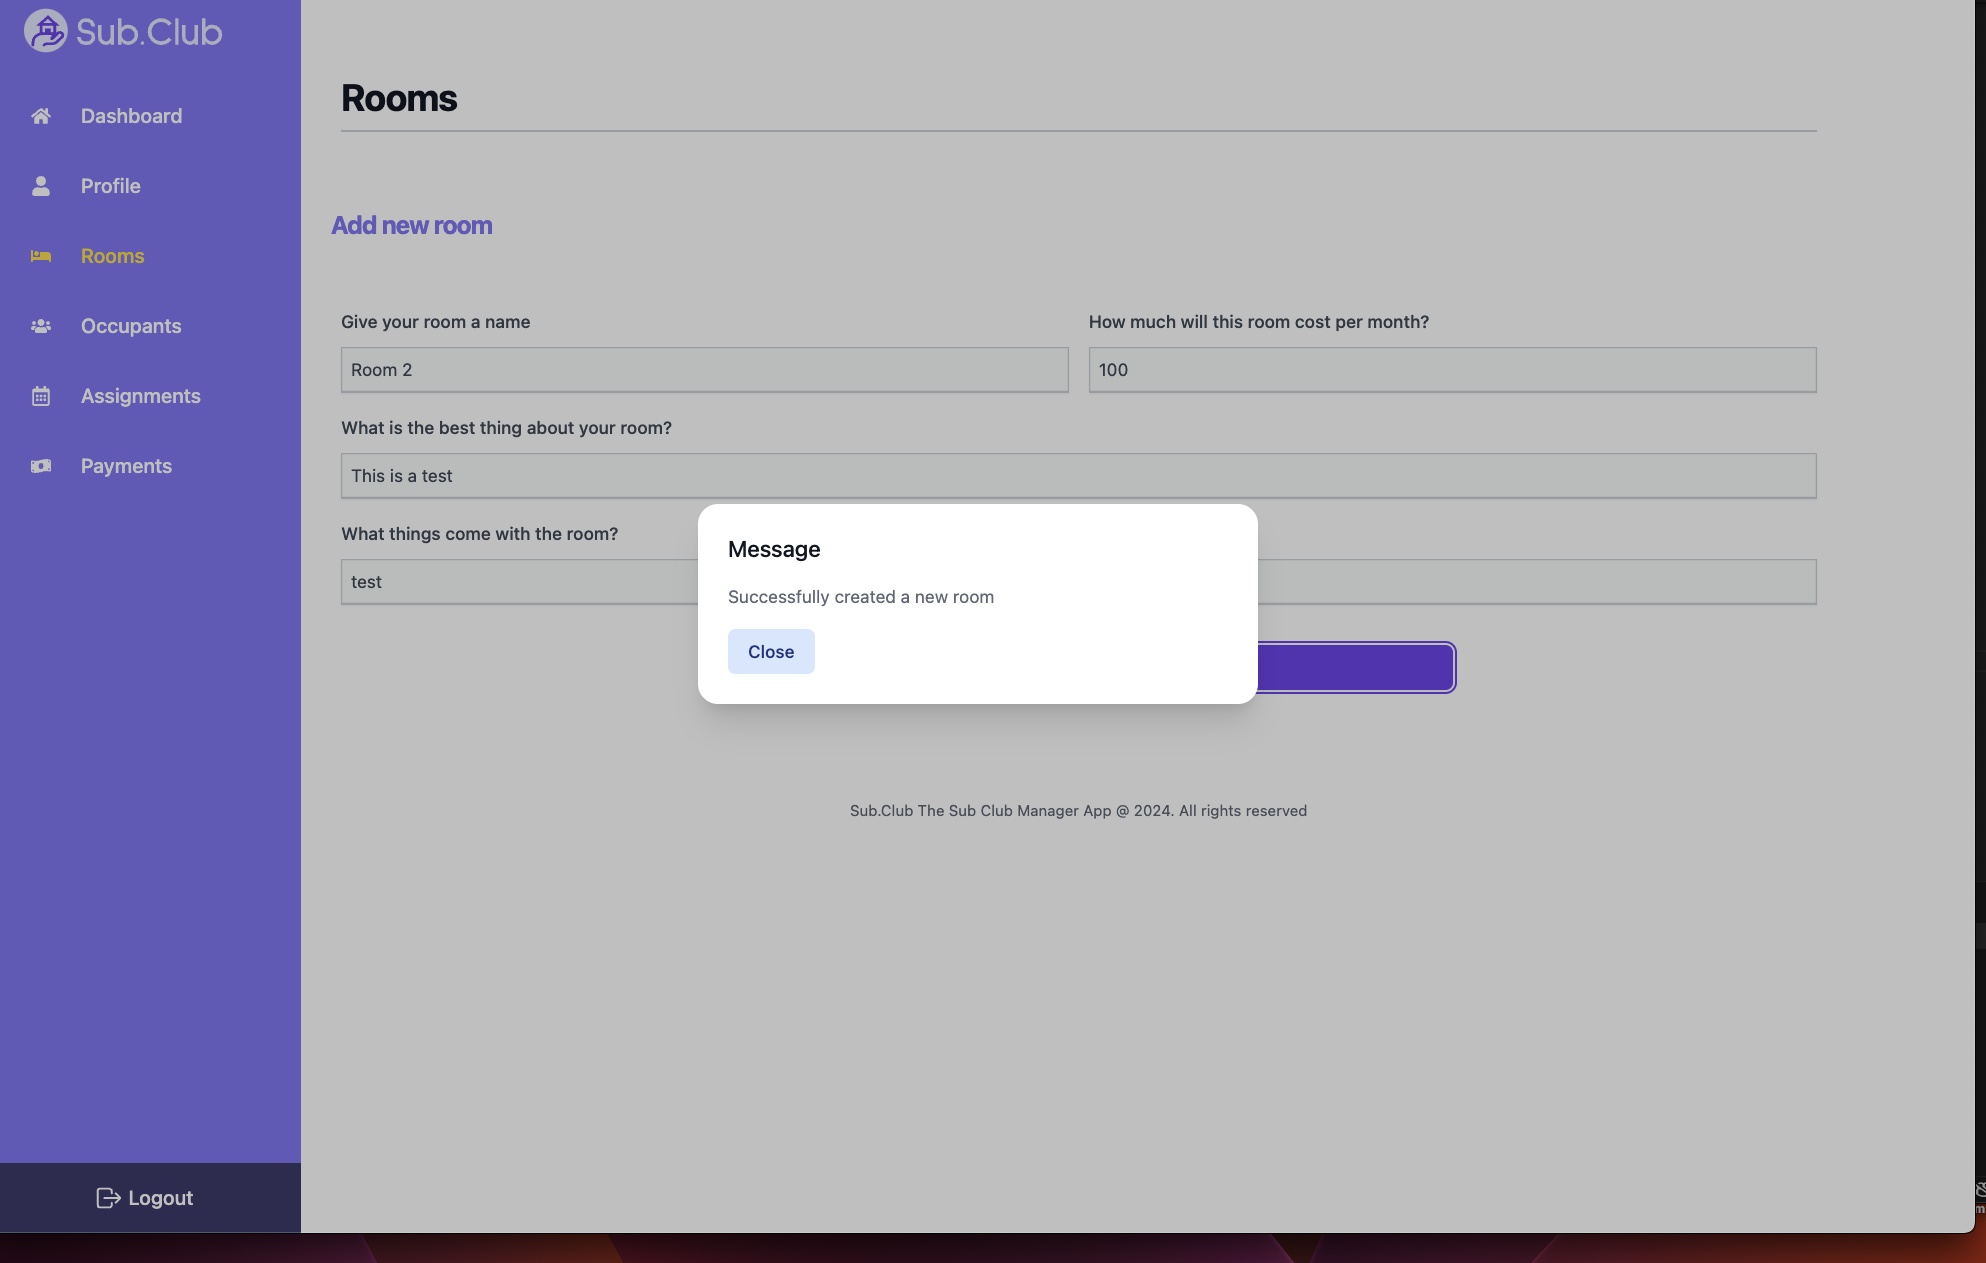 Sub.Club
Dashboard
Profile
Rooms
Occupants
Assignments
Payments
Logout
Rooms
Add new room
Give your room a name
How much will this room cost per month?
Room 2
100
What is the best thing about your room?
This is a test
What things come with the room?
test
Message
Successfully created a new room
Close
Sub.Club The Sub Club Manager App @ 2024. All rights reserved